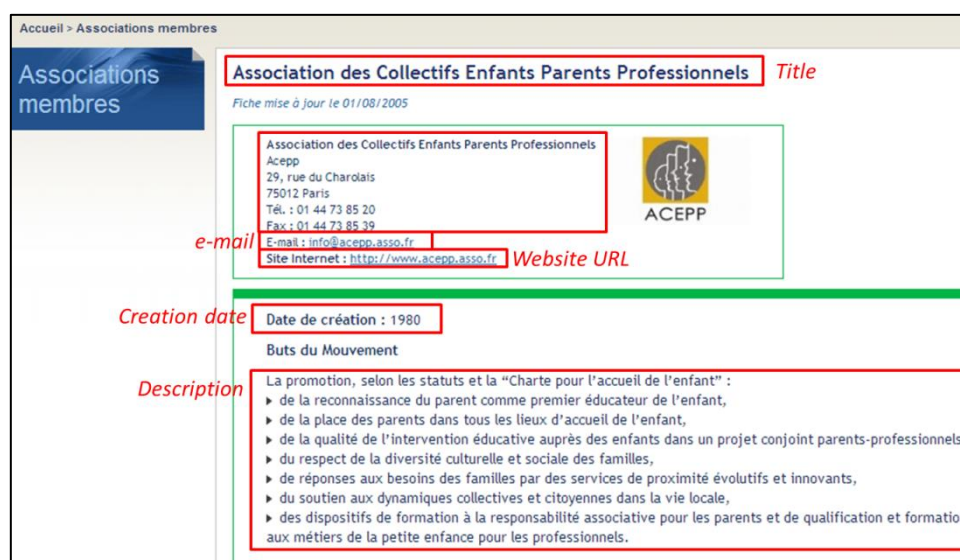 Accueil > Associations membres
Associations
membres
Association des Collectifs Enfants Parents Professionnels
Title
Fiche mise à jour le 01/08/2005
Association des Collectifs Enfants Parents Professionnels
Acepp
29, rue du Charolais
75012 Paris
Tél. : 01 44 73 85 20
Fax : 01 44 73 85 39
ACEPP
e-mail
E-mail : info@acepp.asso.fr
Site Internet : http://www.acepp.asso.fr
Website URL
Creation date
Date de création : 1980
Buts du Mouvement
Description
La promotion, selon les statuts et la “Charte pour l’accueil de l’enfant” :
▸ de la reconnaissance du parent comme premier éducateur de l’enfant,
▸ de la place des parents dans tous les lieux d’accueil de l’enfant,
▸ de la qualité de l’intervention éducative auprès des enfants dans un projet conjoint parents-professionnels
▸ du respect de la diversité culturelle et sociale des familles,
▸ de réponses aux besoins des familles par des services de proximité évolutifs et innovants,
▸ du soutien aux dynamiques collectives et citoyennes dans la vie locale,
▸ des dispositifs de formation à la responsabilité associative pour les parents et de qualification et formatio
aux métiers de la petite enfance pour les professionnels.